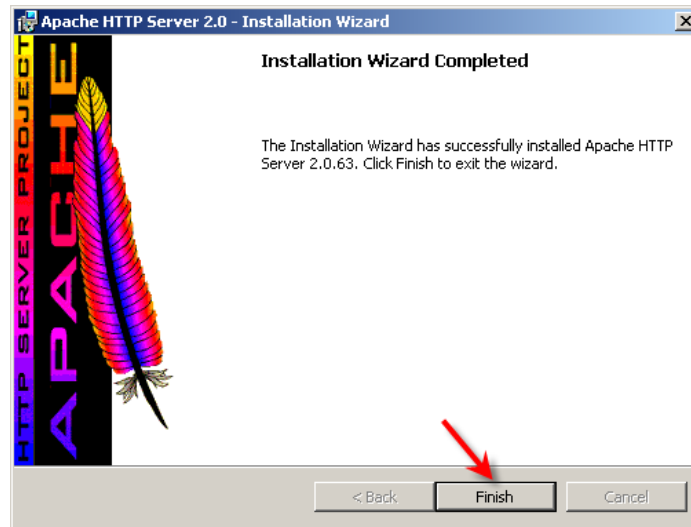 Apache HTTP Server 2.0 - Installation Wizard
HTTP SERVER PROJECT
APACHE
Installation Wizard Completed
The Installation Wizard has successfully installed Apache HTTP
Server 2.0.63. Click Finish to exit the wizard.
< Back
Finish
Cancel